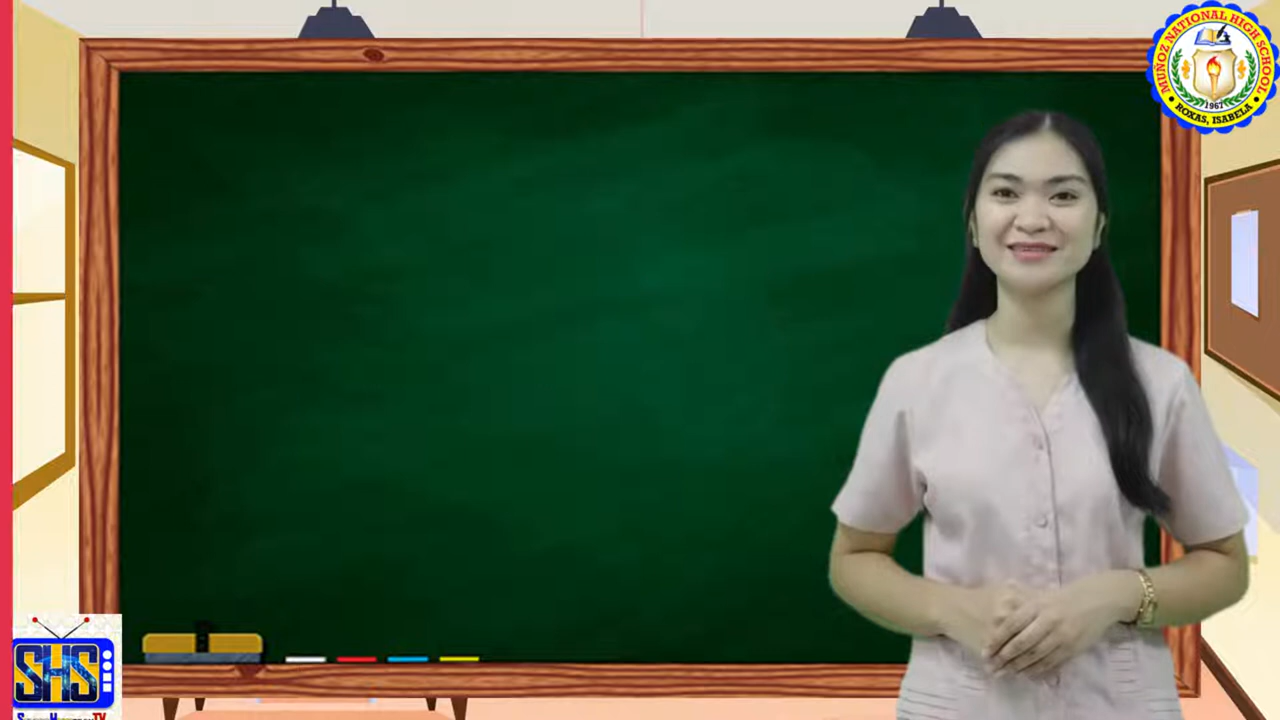 MUÑOZ NATIONAL HIGH SCHOOL
1967
• ROXAS, ISABELA •
SHS